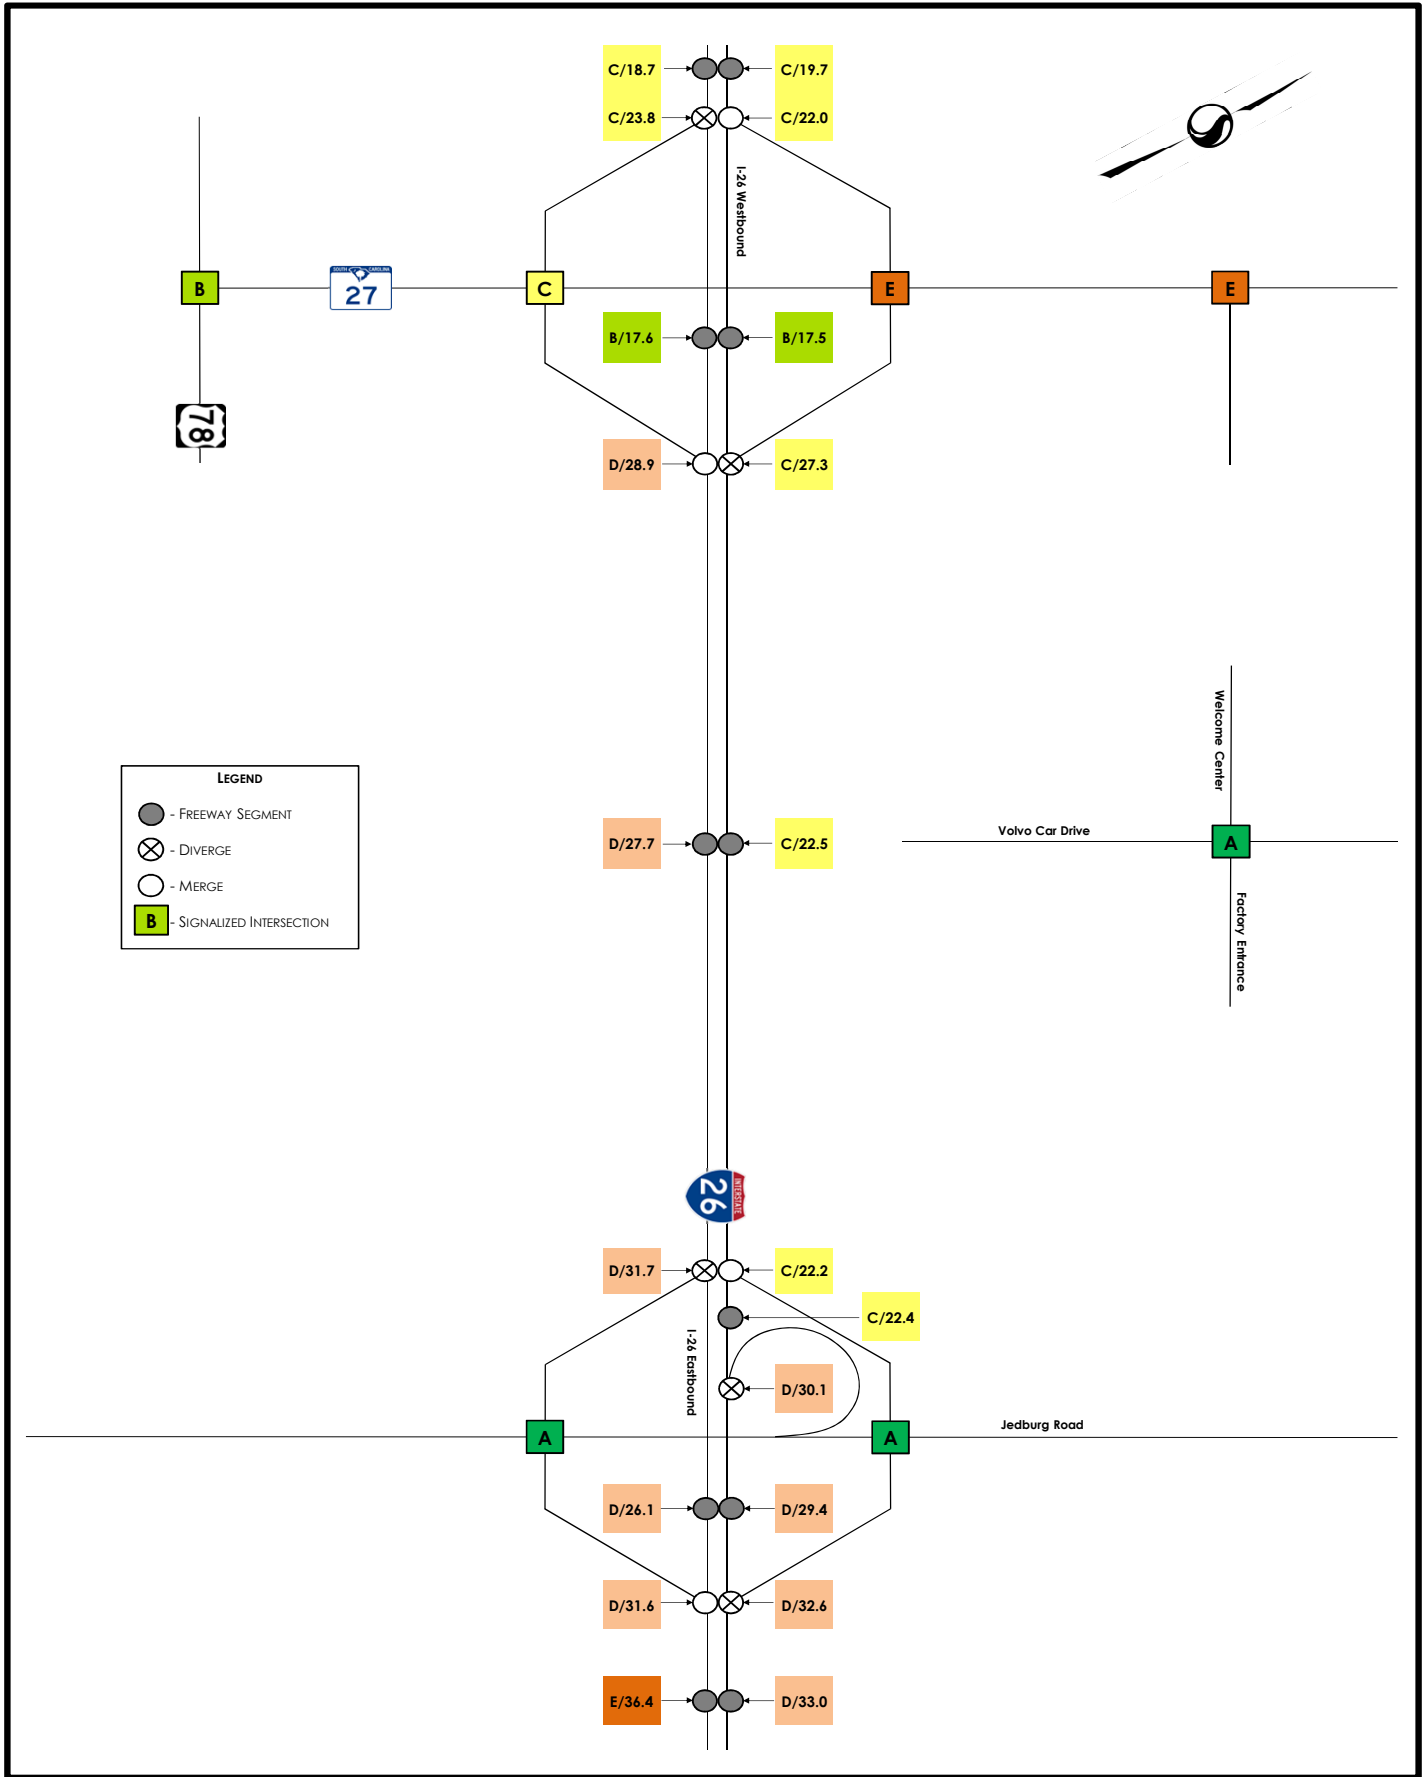 C/18.7
C/19.7
C/23.8
C/22.0
I-26 Westbound
B
SOUTH CAROLINA
27
C
E
E
B/17.6
B/17.5
78
D/28.9
C/27.3
Welcome Center
LEGEND
- FREEWAY SEGMENT
- DIVERGE
- MERGE
B - SIGNALIZED INTERSECTION
D/27.7
C/22.5
Volvo Car Drive
A
Factory Entrance
INTERSTATE
26
D/31.7
C/22.2
C/22.4
I-26 Eastbound
D/30.1
A
A
Jedburg Road
D/26.1
D/29.4
D/31.6
D/32.6
E/36.4
D/33.0